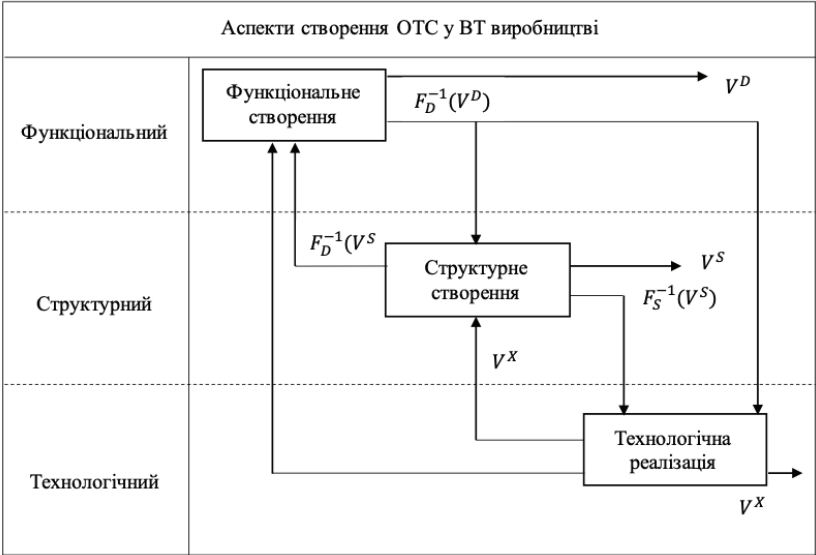 Аспекти створення ОТС у ВТ виробництві
Функціональний
Функціональне
створення
V^D
F_D^{-1}(V^D)
Структурний
F_D^{-1}(V^S
Структурне
створення
V^S
F_S^{-1}(V^S)
V^X
Технологічний
Технологічна
реалізація
V^X